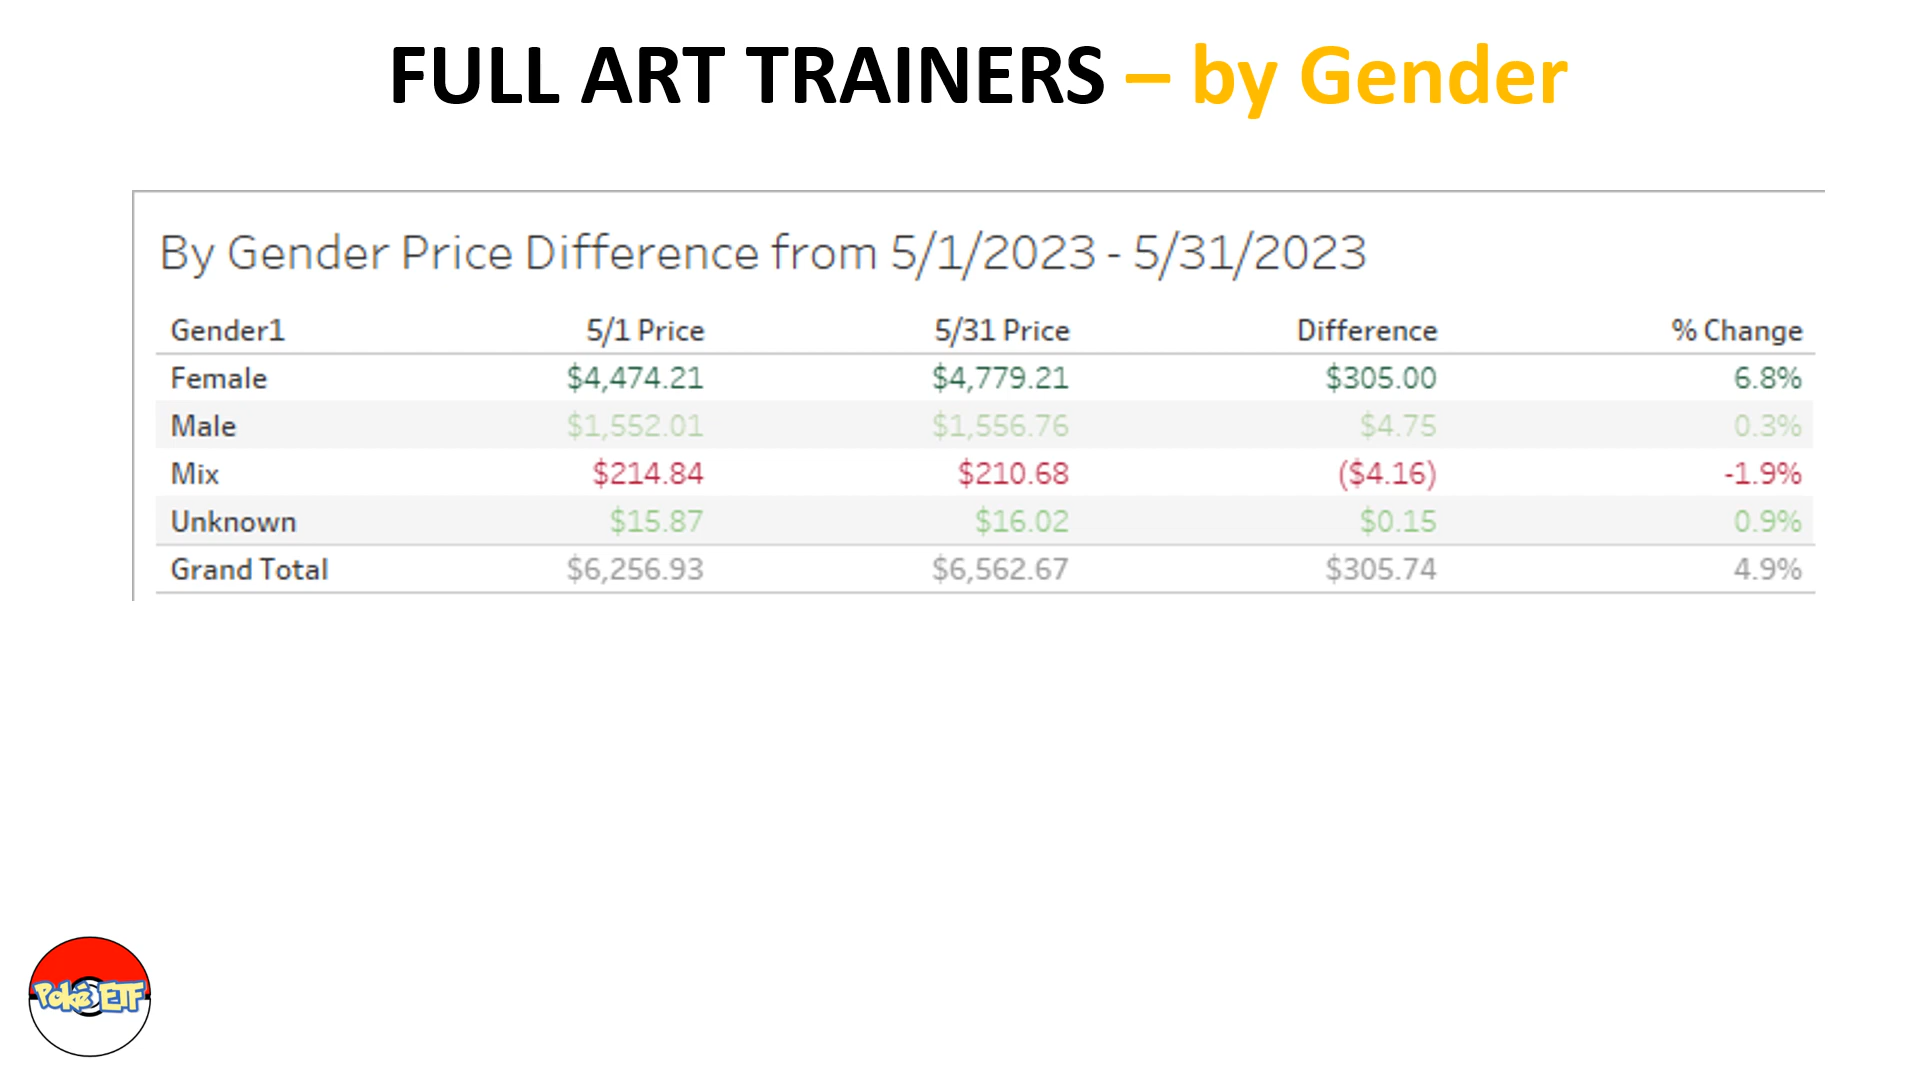 FULL ART TRAINERS – by Gender
By Gender Price Difference from 5/1/2023 - 5/31/2023
Gender1 5/1 Price 5/31 Price Difference % Change
Female $4,474.21 $4,779.21 $305.00 6.8%
Male $1,552.01 $1,556.76 $4.75 0.3%
Mix $214.84 $210.68 ($4.16) -1.9%
Unknown $15.87 $16.02 $0.15 0.9%
Grand Total $6,256.93 $6,562.67 $305.74 4.9%
Poké ETF